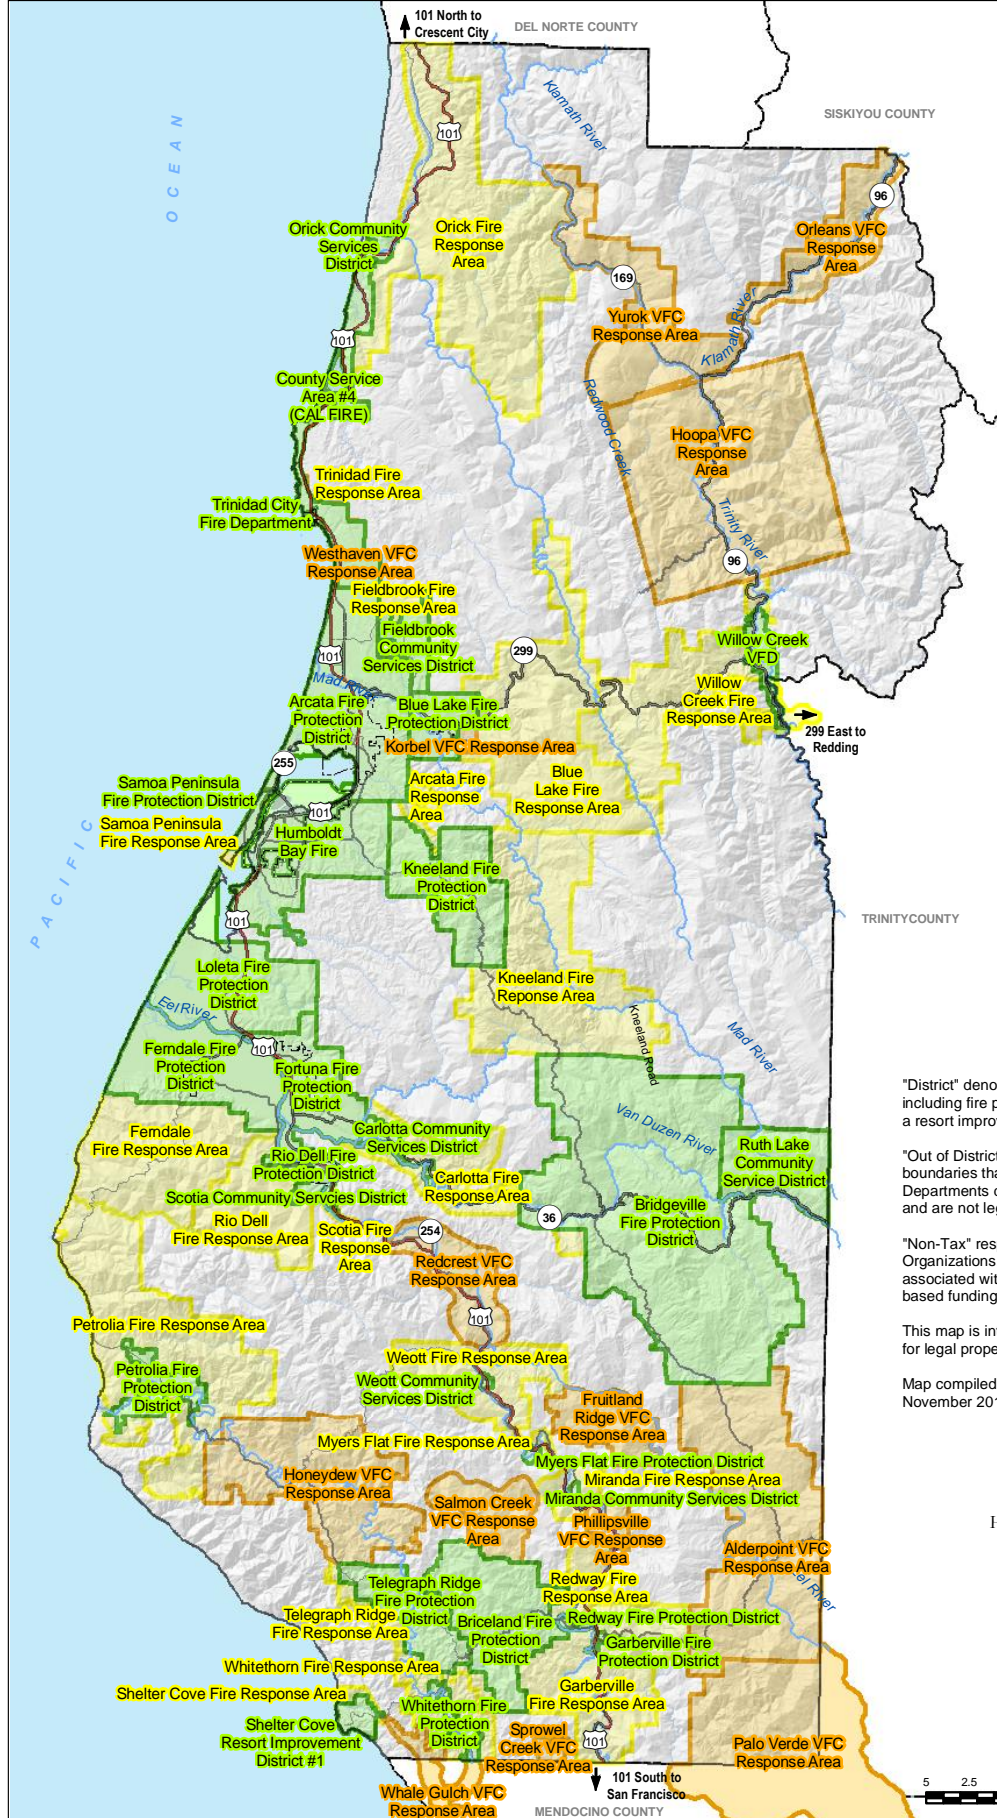 101 North to
Crescent City
DEL NORTE COUNTY
SISKIYOU COUNTY
Klamath River
OCEAN
101
96
Orick Community
Services
District
Orick Fire
Response
Area
Orleans VFC
Response
Area
169
Yurok VFC
Response Area
Klamath River
101
County Service
Area #4
(CAL FIRE)
Redwood Creek
Hoopa VFC
Response
Area
Trinidad Fire
Response Area
Trinidad City
Fire Department
Trinity River
96
Westhaven VFC
Response Area
Fieldbrook Fire
Response Area
Fieldbrook
Community
Services District
101
299
Willow Creek
VFD
Mad River
Willow
Creek Fire
Response Area
Arcata Fire
Protection
District
Blue Lake Fire
Protection District
299 East to
Redding
Korbel VFC Response Area
255
Arcata Fire
Response
Area
Blue
Lake Fire
Response Area
Samoa Peninsula
Fire Protection District
101
Samoa Peninsula
Fire Response Area
Humboldt
Bay Fire
PACIFIC
Kneeland Fire
Protection
District
101
TRINITYCOUNTY
Loleta Fire
Protection
District
Kneeland Fire
Reponse Area
Eel River
Kneeland Road
Mad River
101
Ferndale Fire
Protection
District
Fortuna Fire
Protection
District
"District" deno
including fire p
a resort improv
Van Duzen River
Ferndale
Fire Response Area
Carlotta Community
Services District
Ruth Lake
Community
Service District
Rio Dell Fire
Protection District
"Out of District
boundaries tha
Departments o
and are not leg
Carlotta Fire
Response Area
Scotia Community Servcies District
Bridgeville
Fire Protection
District
36
Rio Dell
Fire Response Area
Scotia Fire
Response
Area
254
Redcrest VFC
Response Area
"Non-Tax" res
Organizations
associated wit
based funding
101
Petrolia Fire Response Area
This map is int
for legal prope
Weott Fire Response Area
Petrolia Fire
Protection
District
Weott Community
Services District
Map compiled
November 201
Fruitland
Ridge VFC
Response Area
Myers Flat Fire Response Area
Myers Flat Fire Protection District
Honeydew VFC
Response Area
Miranda Fire Response Area
Miranda Community Services District
Salmon Creek
VFC Response
Area
Phillipsville
VFC Response
Area
H
Alderpoint VFC
Response Area
Eel River
Telegraph Ridge
Fire Protection
District
Redway Fire
Response Area
Telegraph Ridge
Fire Response Area
Briceland Fire
Protection
District
Redway Fire Protection District
Garberville Fire
Protection District
Whitethorn Fire Response Area
Shelter Cove Fire Response Area
Garberville
Fire Response Area
Whitethorn Fire
Protection
District
Shelter Cove
Resort Improvement
District #1
Sprowel
Creek VFC
Response Area
101
Palo Verde VFC
Response Area
101 South to
San Francisco
Whale Gulch VFC
Response Area
MENDOCINO COUNTY
5 2.5